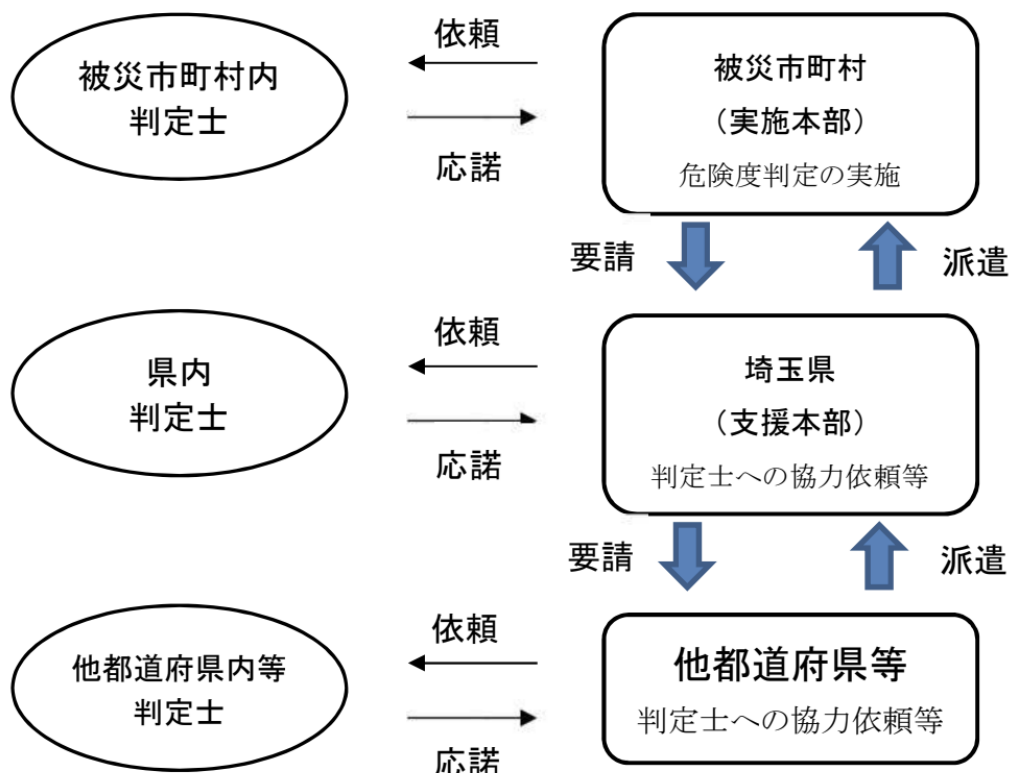 被災市町村内
判定士
依頼
応諾
被災市町村
（実施本部）
危険度判定の実施
要請
派遣
県内
判定士
依頼
応諾
埼玉県
（支援本部）
判定士への協力依頼等
要請
派遣
他都道府県内等
判定士
依頼
応諾
他都道府県等
判定士への協力依頼等